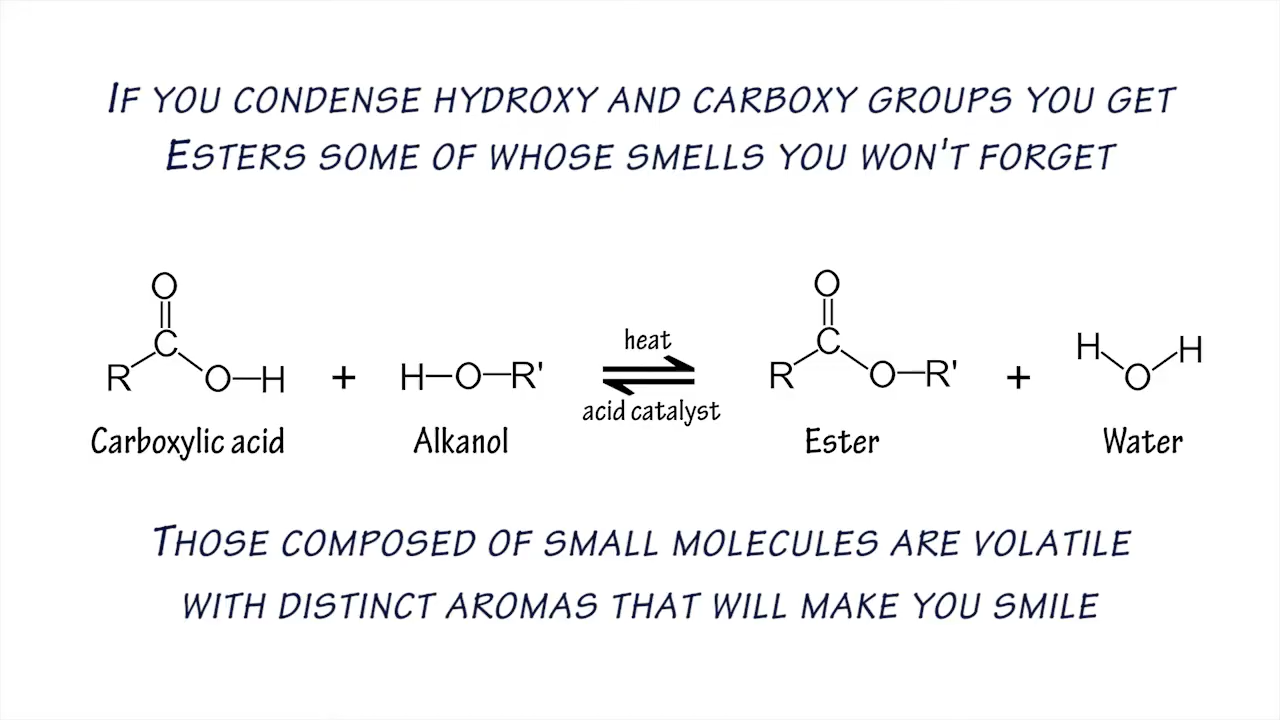 IF YOU CONDENSE HYDROXY AND CARBOXY GROUPS YOU GET
ESTERS SOME OF WHOSE SMELLS YOU WON'T FORGET
O
C
R O—H + H—O—R' heat acid catalyst
O
C
R O—R' + H O H
Carboxylic acid Alkanol Ester Water
THOSE COMPOSED OF SMALL MOLECULES ARE VOLATILE
WITH DISTINCT AROMAS THAT WILL MAKE YOU SMILE